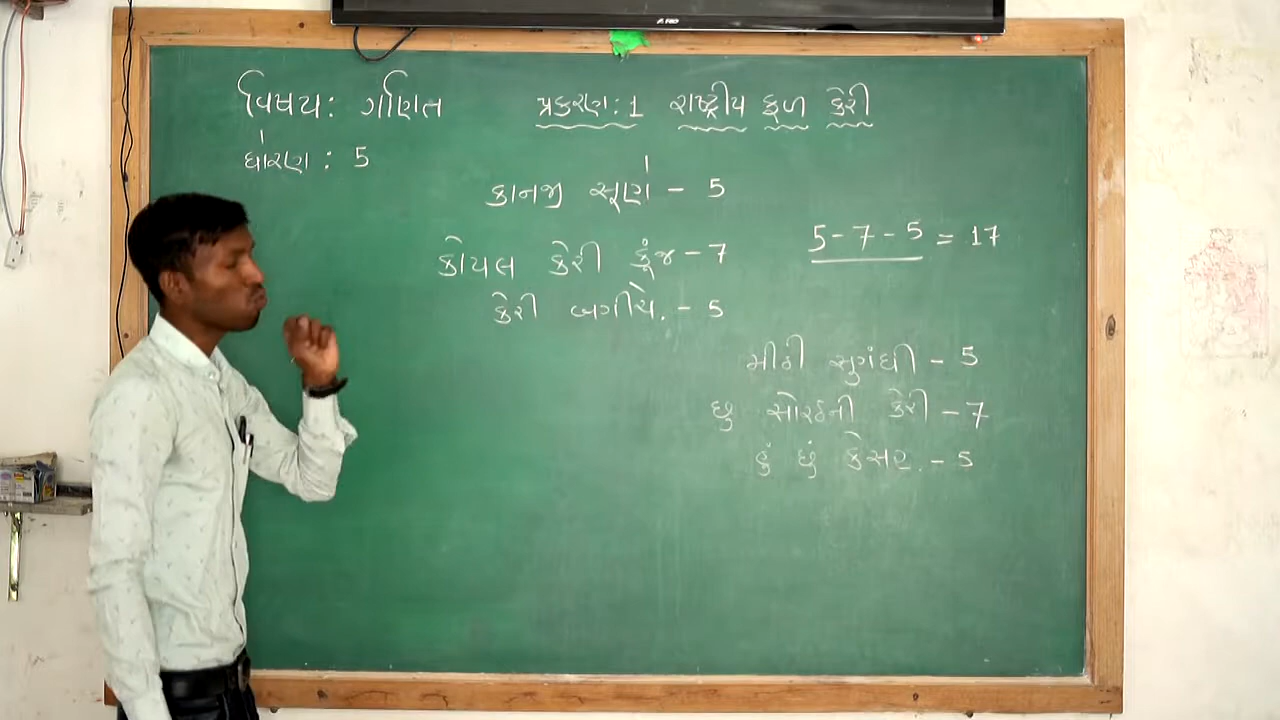 વિષય: ગણિત
ધોરણ: 5
પ્રકરણ:1 રાષ્ટ્રીય ફળ કેરી
કાનજી સૂણે - 5
કોયલ કેરી કૂંજ - 7
કેરી બગીચે. - 5
5-7-5 = 17
મીઠી સુગંધી - 5
છુ સોરઠની કેરી - 7
હું છું કેસર. - 5